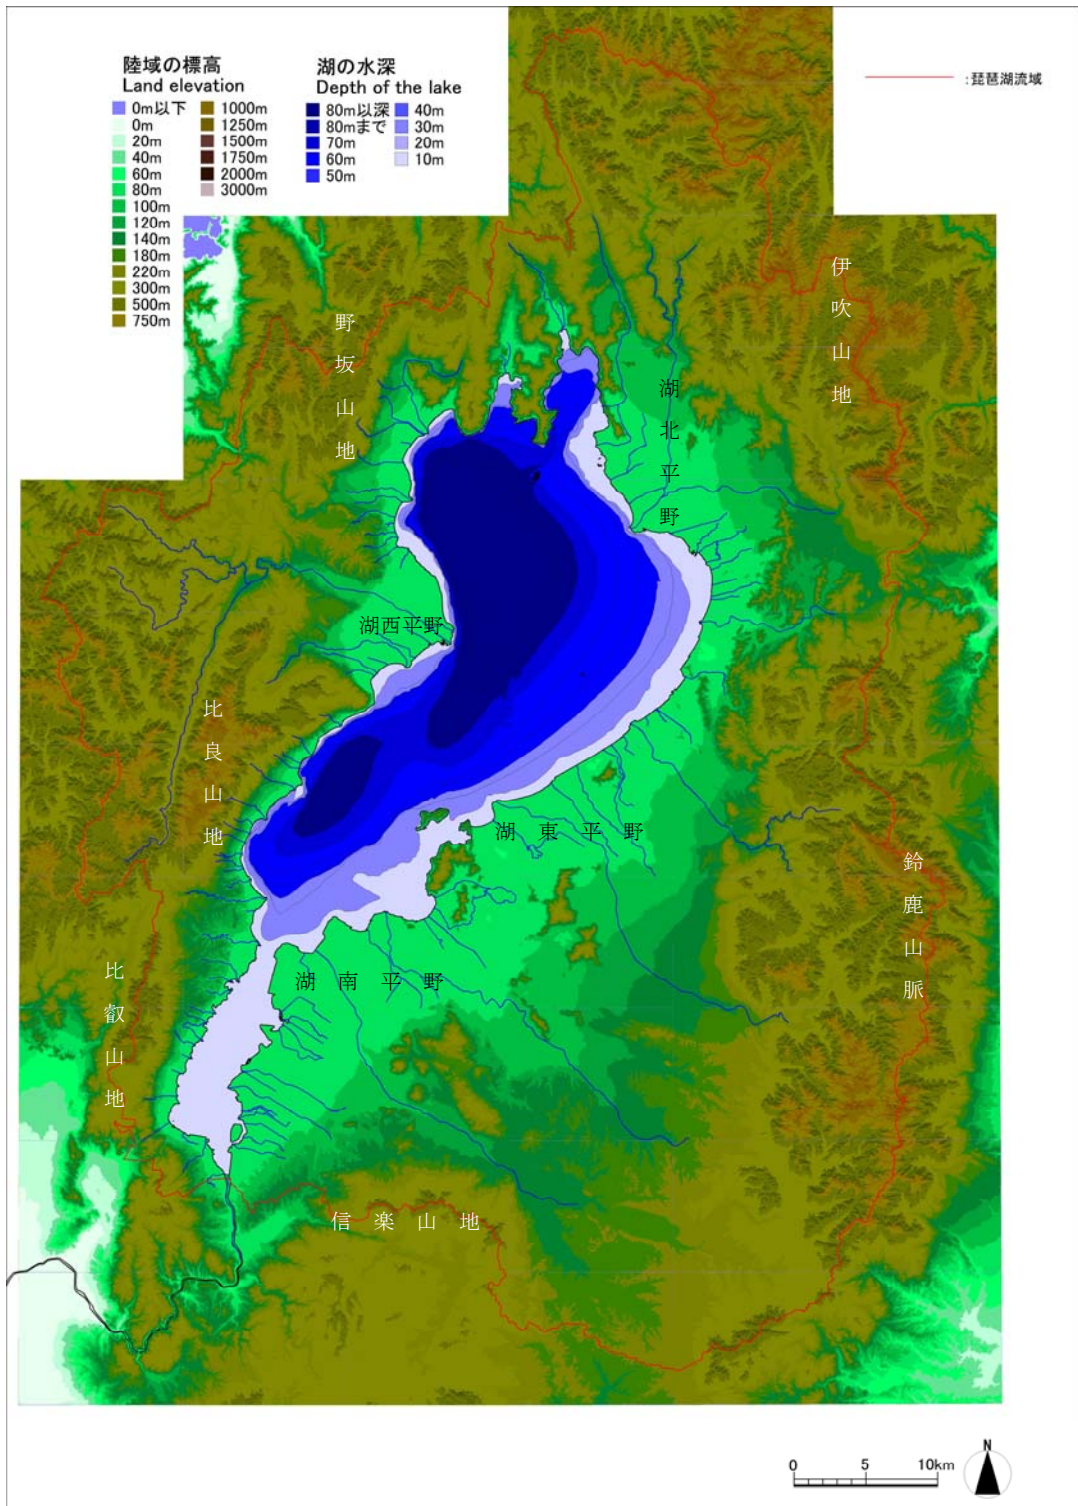 陸域の標高
Land elevation
0m以下
0m
20m
40m
60m
80m
100m
120m
140m
180m
220m
300m
500m
750m
1000m
1250m
1500m
1750m
2000m
3000m
湖の水深
Depth of the lake
80m以深
80mまで
70m
60m
50m
40m
30m
20m
10m
:琵琶湖流域
伊吹山地
野坂山地
湖北平野
湖西平野
比良山地
湖東平野
鈴鹿山脈
湖南平野
比叡山地
信楽山地
N
0 5 10km